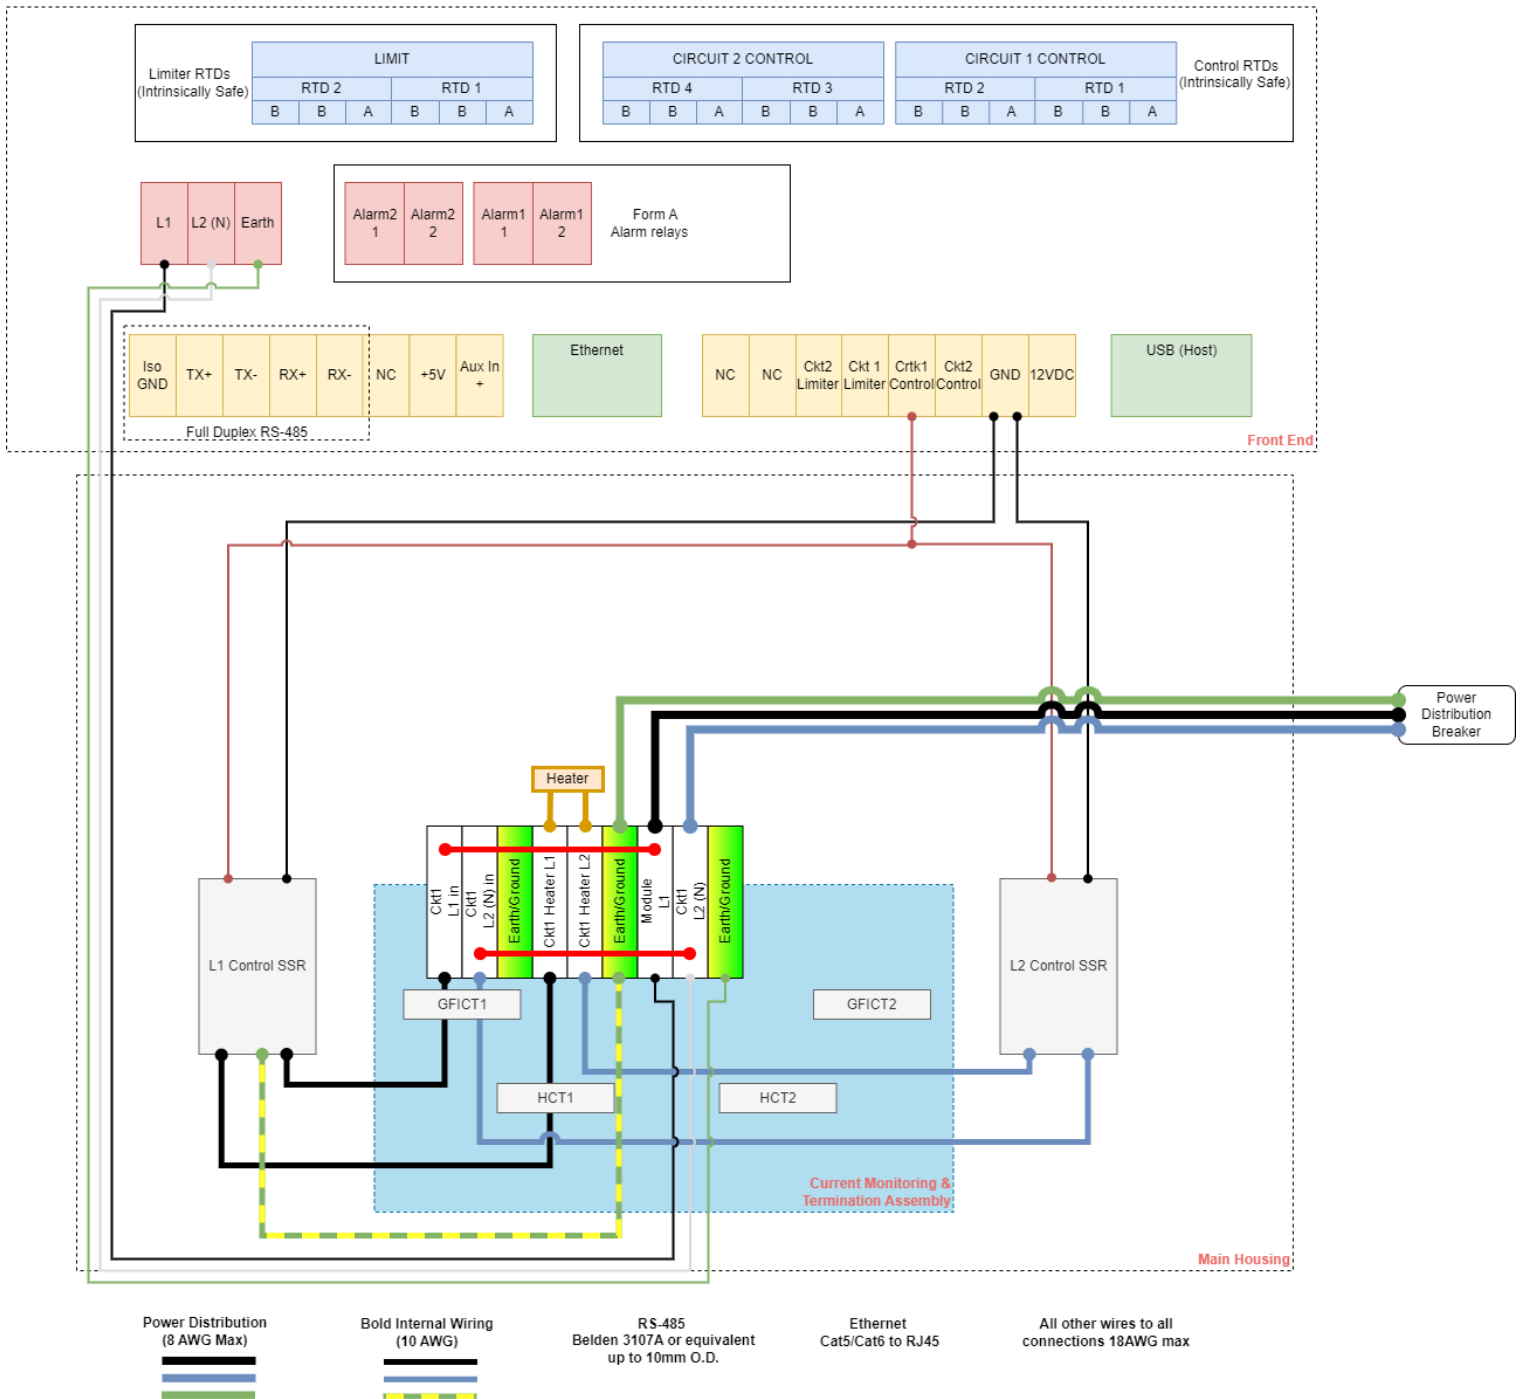 Limiter RTDs
(Intrinsically Safe)
LIMIT
RTD 2
RTD 1
B
B
A
B
B
A
CIRCUIT 2 CONTROL
RTD 4
RTD 3
B
B
A
B
B
A
CIRCUIT 1 CONTROL
RTD 2
RTD 1
B
B
A
B
B
A
Control RTDs
(Intrinsically Safe)
L1
L2 (N)
Earth
Alarm2
1
Alarm2
2
Alarm1
1
Alarm1
2
Form A
Alarm relays
Iso
GND
TX+
TX-
RX+
RX-
NC
+5V
Aux In
+
Full Duplex RS-485
Ethernet
NC
NC
Ckt2
Limiter
Ckt 1
Limiter
Crtk1
Control
Ckt2
Control
GND
12VDC
USB (Host)
Front End
Power
Distribution
Breaker
Heater
Ckt1
L1 in
Ckt1
L2 (N) in
Earth/Ground
Ckt1 Heater L1
Ckt1 Heater L2
Earth/Ground
Module
L1
Ckt1
L2 (N)
Earth/Ground
L1 Control SSR
L2 Control SSR
GFICT1
GFICT2
HCT1
HCT2
Current Monitoring &
Termination Assembly
Main Housing
Power Distribution
(8 AWG Max)
Bold Internal Wiring
(10 AWG)
RS-485
Belden 3107A or equivalent
up to 10mm O.D.
Ethernet
Cat5/Cat6 to RJ45
All other wires to all
connections 18AWG max